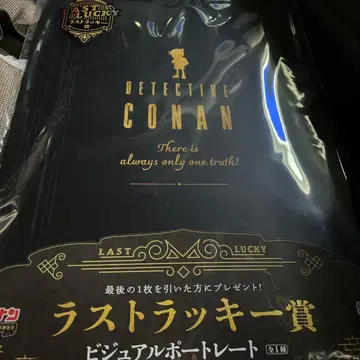 LAST
LUCKY
ラストラッキー
賞
DETECTIVE
CONAN
There is
always only one truth!
LAST LUCKY
最後の1枚を引いた方にプレゼント!
ラストラッキー賞
ビジュアルポートレート 全1種